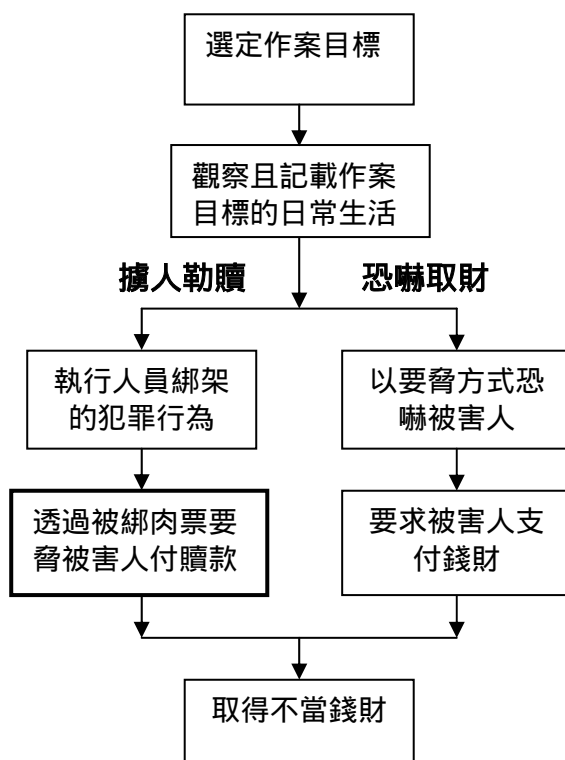 選定作案目標
觀察且記載作案
目標的日常生活
擄人勒贖
恐嚇取財
執行人員綁架
的犯罪行為
以要脅方式恐
嚇被害人
透過被綁肉票要
脅被害人付贖款
要求被害人支
付錢財
取得不當錢財